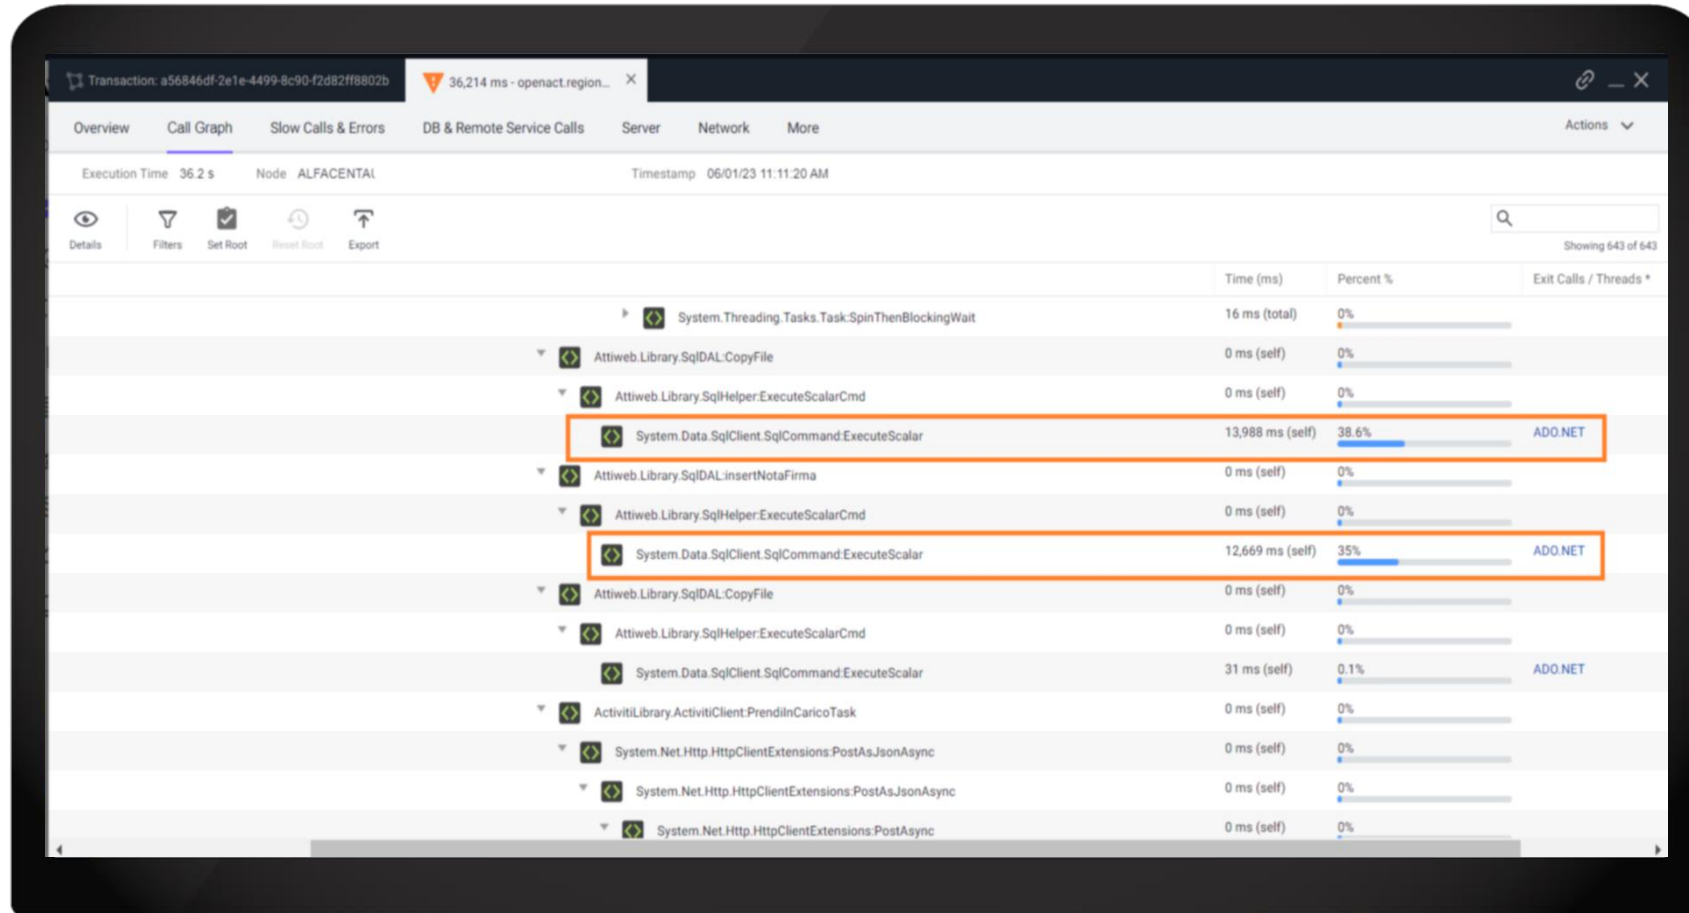 Transaction: a56846df-2e1e-4499-8c90-f2d82ff8802b 36,214 ms - openact.region...
Overview Call Graph Slow Calls & Errors DB & Remote Service Calls Server Network More Actions
Execution Time 36.2 s Node ALFACENTAU Timestamp 06/01/23 11:11:20 AM
Details Filters Set Root Reset Root Export
Showing 643 of 643
Time (ms) Percent % Exit Calls / Threads *
System.Threading.Tasks.Task:SpinThenBlockingWait 16 ms (total) 0%
Attiweb.Library.SqlDAL:CopyFile 0 ms (self) 0%
Attiweb.Library.SqlHelper:ExecuteScalarCmd 0 ms (self) 0%
System.Data.SqlClient.SqlCommand:ExecuteScalar 13,988 ms (self) 38.6% ADO.NET
Attiweb.Library.SqlDAL:insertNotaFirma 0 ms (self) 0%
Attiweb.Library.SqlHelper:ExecuteScalarCmd 0 ms (self) 0%
System.Data.SqlClient.SqlCommand:ExecuteScalar 12,669 ms (self) 35% ADO.NET
Attiweb.Library.SqlDAL:CopyFile 0 ms (self) 0%
Attiweb.Library.SqlHelper:ExecuteScalarCmd 0 ms (self) 0%
System.Data.SqlClient.SqlCommand:ExecuteScalar 31 ms (self) 0.1% ADO.NET
ActivitiLibrary.ActivitiClient:PrendiInCaricoTask 0 ms (self) 0%
System.Net.Http.HttpClientExtensions:PostAsJsonAsync 0 ms (self) 0%
System.Net.Http.HttpClientExtensions:PostAsJsonAsync 0 ms (self) 0%
System.Net.Http.HttpClientExtensions:PostAsync 0 ms (self) 0%